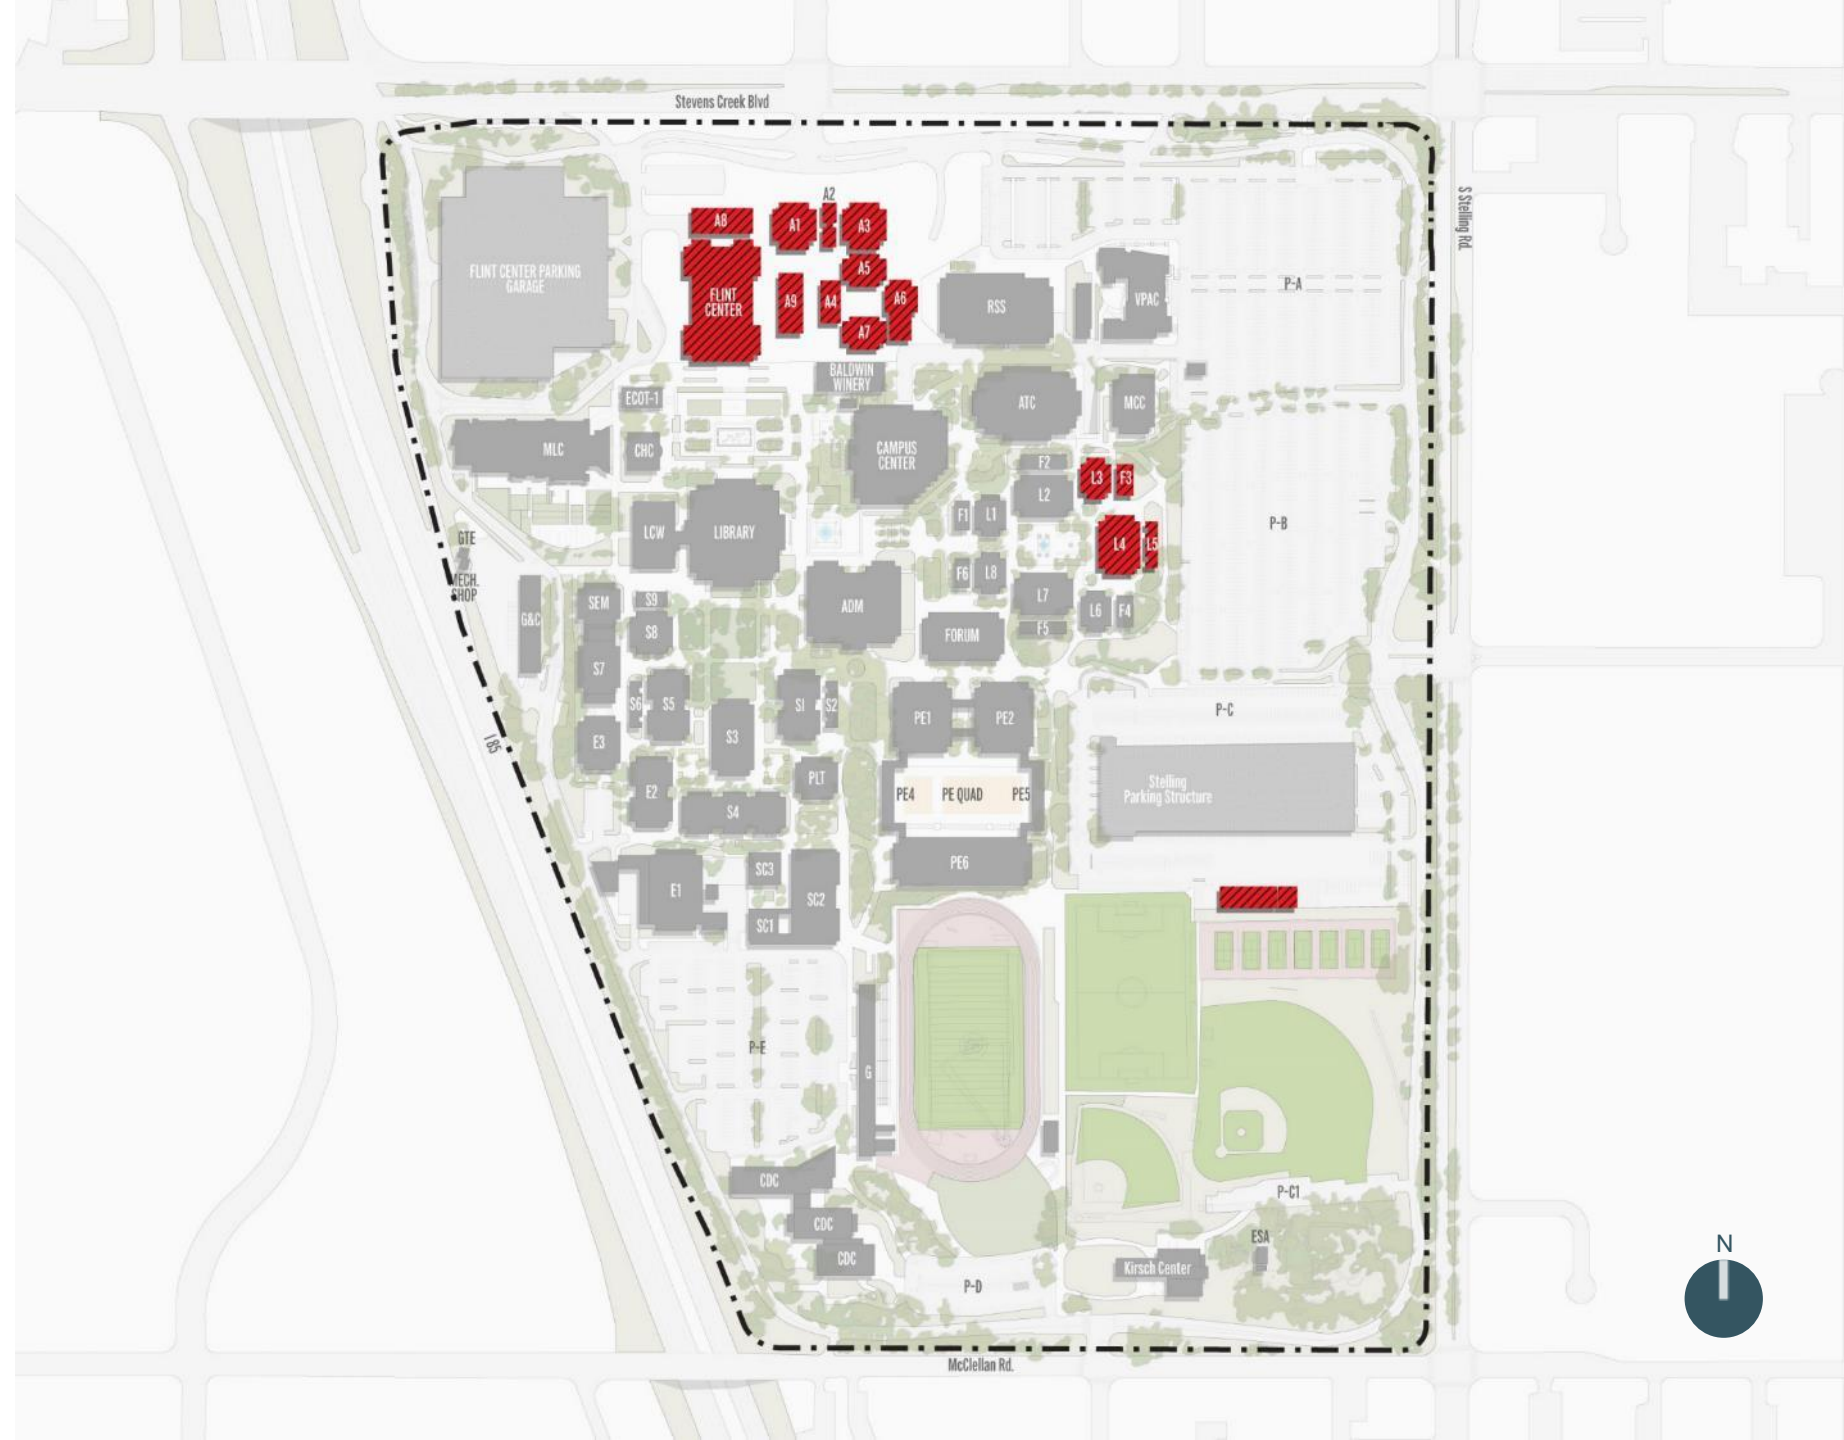 Stevens Creek Blvd
S Stelling Rd.
A2
A8
A1
A3
A5
FLINT CENTER PARKING
GARAGE
FLINT
CENTER
A9
A4
A6
A7
RSS
VPAC
P-A
BALDWIN
WINERY
ECOT-1
ATC
MCC
MLC
CHC
CAMPUS
CENTER
F2
L3
F3
L2
F1
L1
P-B
LCW
LIBRARY
L4
L5
GTE
MECH.
SHOP
F6
L8
SEM
S9
ADM
L7
L6
F4
G&C
S8
FORUM
F5
S7
S6
S5
S1
S2
P-C
PE1
PE2
I 85
E3
S3
PLT
Stelling
Parking Structure
E2
PE4
PE QUAD
PE5
S4
SC3
PE6
E1
SC2
SC1
P-E
G
CDC
P-C1
CDC
ESA
CDC
Kirsch Center
P-D
N
McClellan Rd.